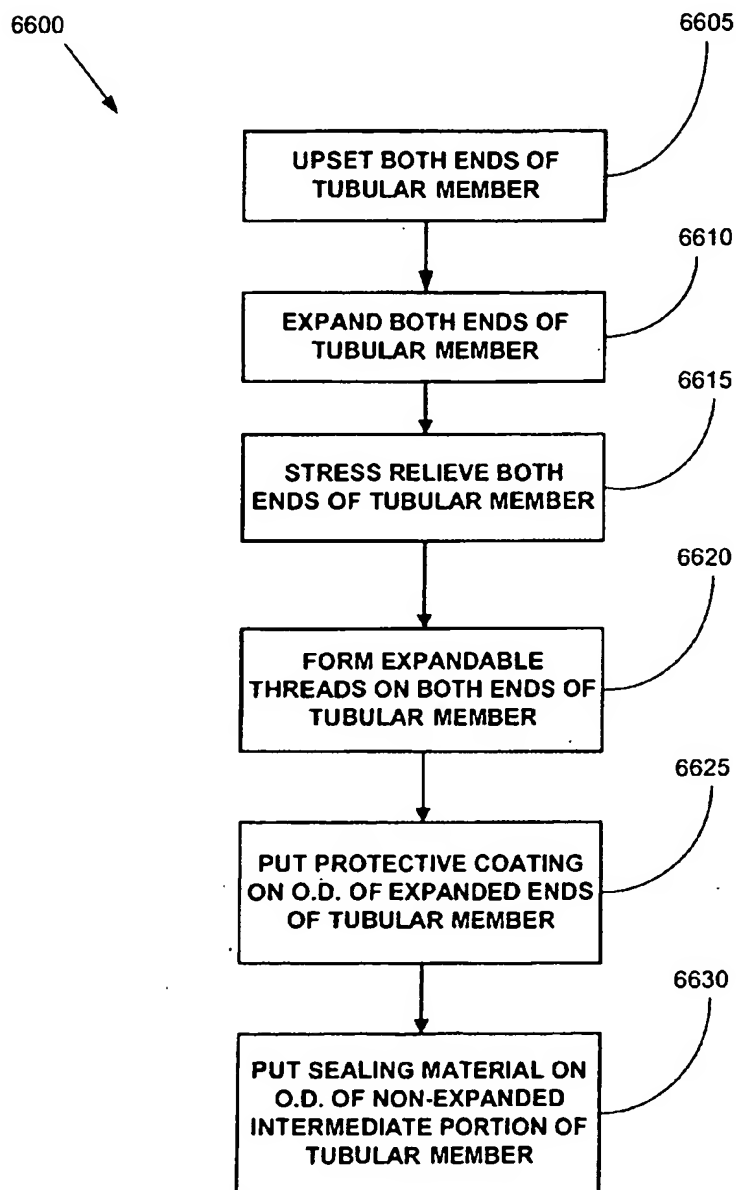 6600
6605
UPSET BOTH ENDS OF
TUBULAR MEMBER
6610
EXPAND BOTH ENDS OF
TUBULAR MEMBER
6615
STRESS RELIEVE BOTH
ENDS OF TUBULAR MEMBER
6620
FORM EXPANDABLE
THREADS ON BOTH ENDS OF
TUBULAR MEMBER
6625
PUT PROTECTIVE COATING
ON O.D. OF EXPANDED ENDS
OF TUBULAR MEMBER
6630
PUT SEALING MATERIAL ON
O.D. OF NON-EXPANDED
INTERMEDIATE PORTION OF
TUBULAR MEMBER